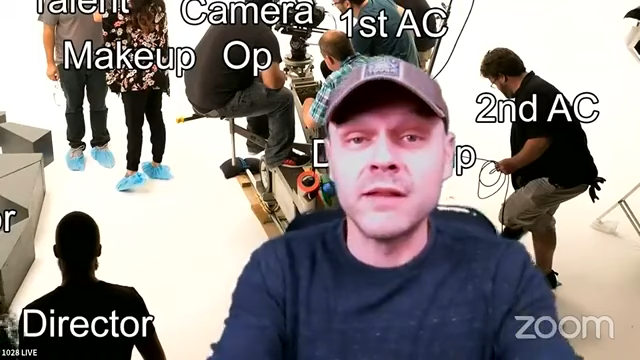 Talent
Camera
Op
1st AC
Makeup
2nd AC
Director
zoom
1028 LIVE